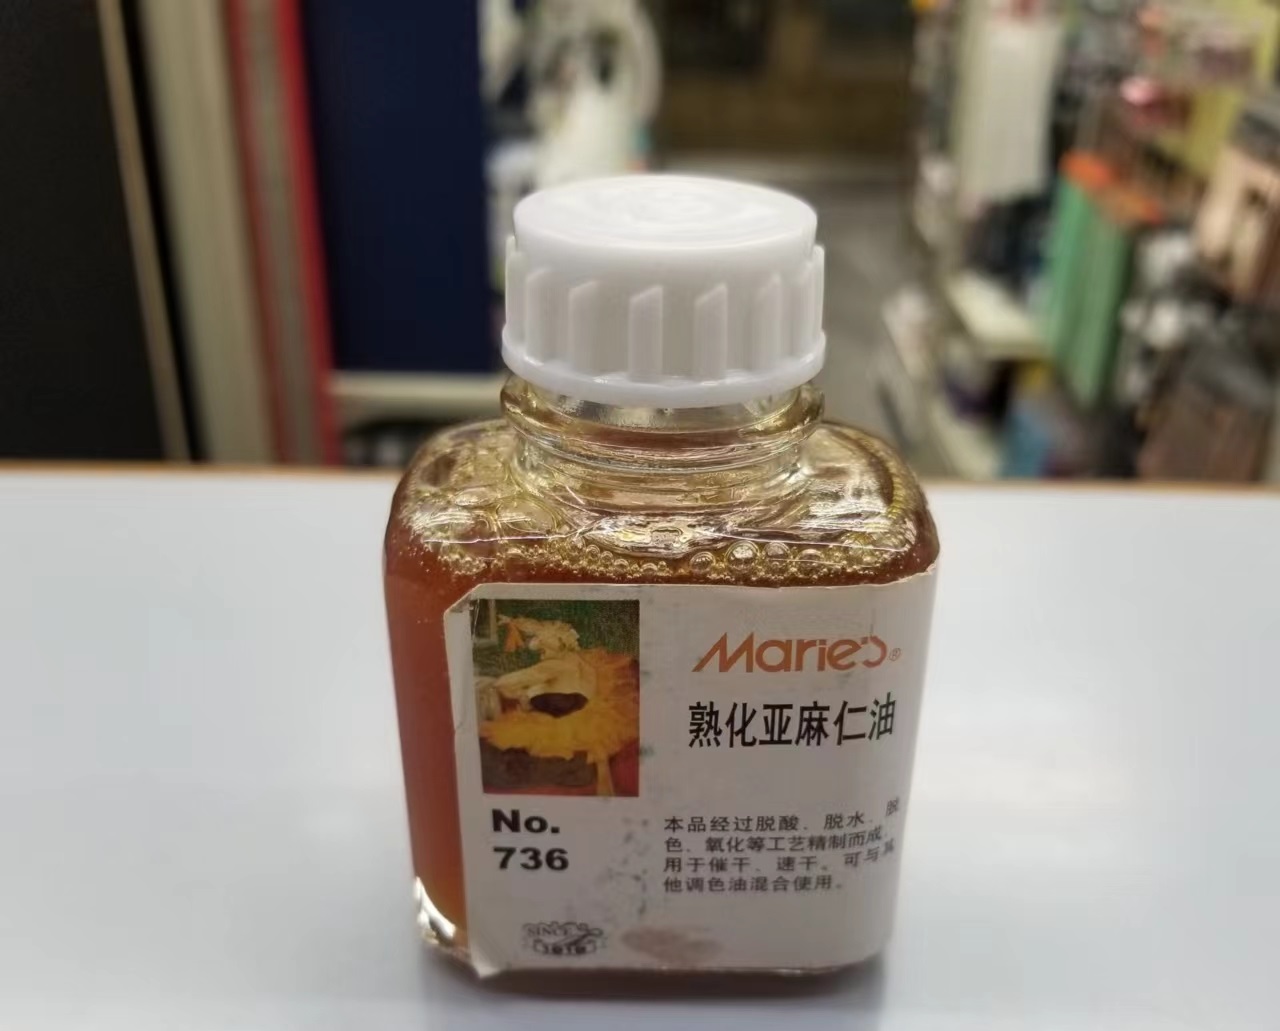 Marie's®
熟化亚麻仁油
No.
736
本品经过脱酸、脱水、脱
色、氧化等工艺精制而成。
用于催干、速干。可与其
他调色油混合使用。
SINCE
1919